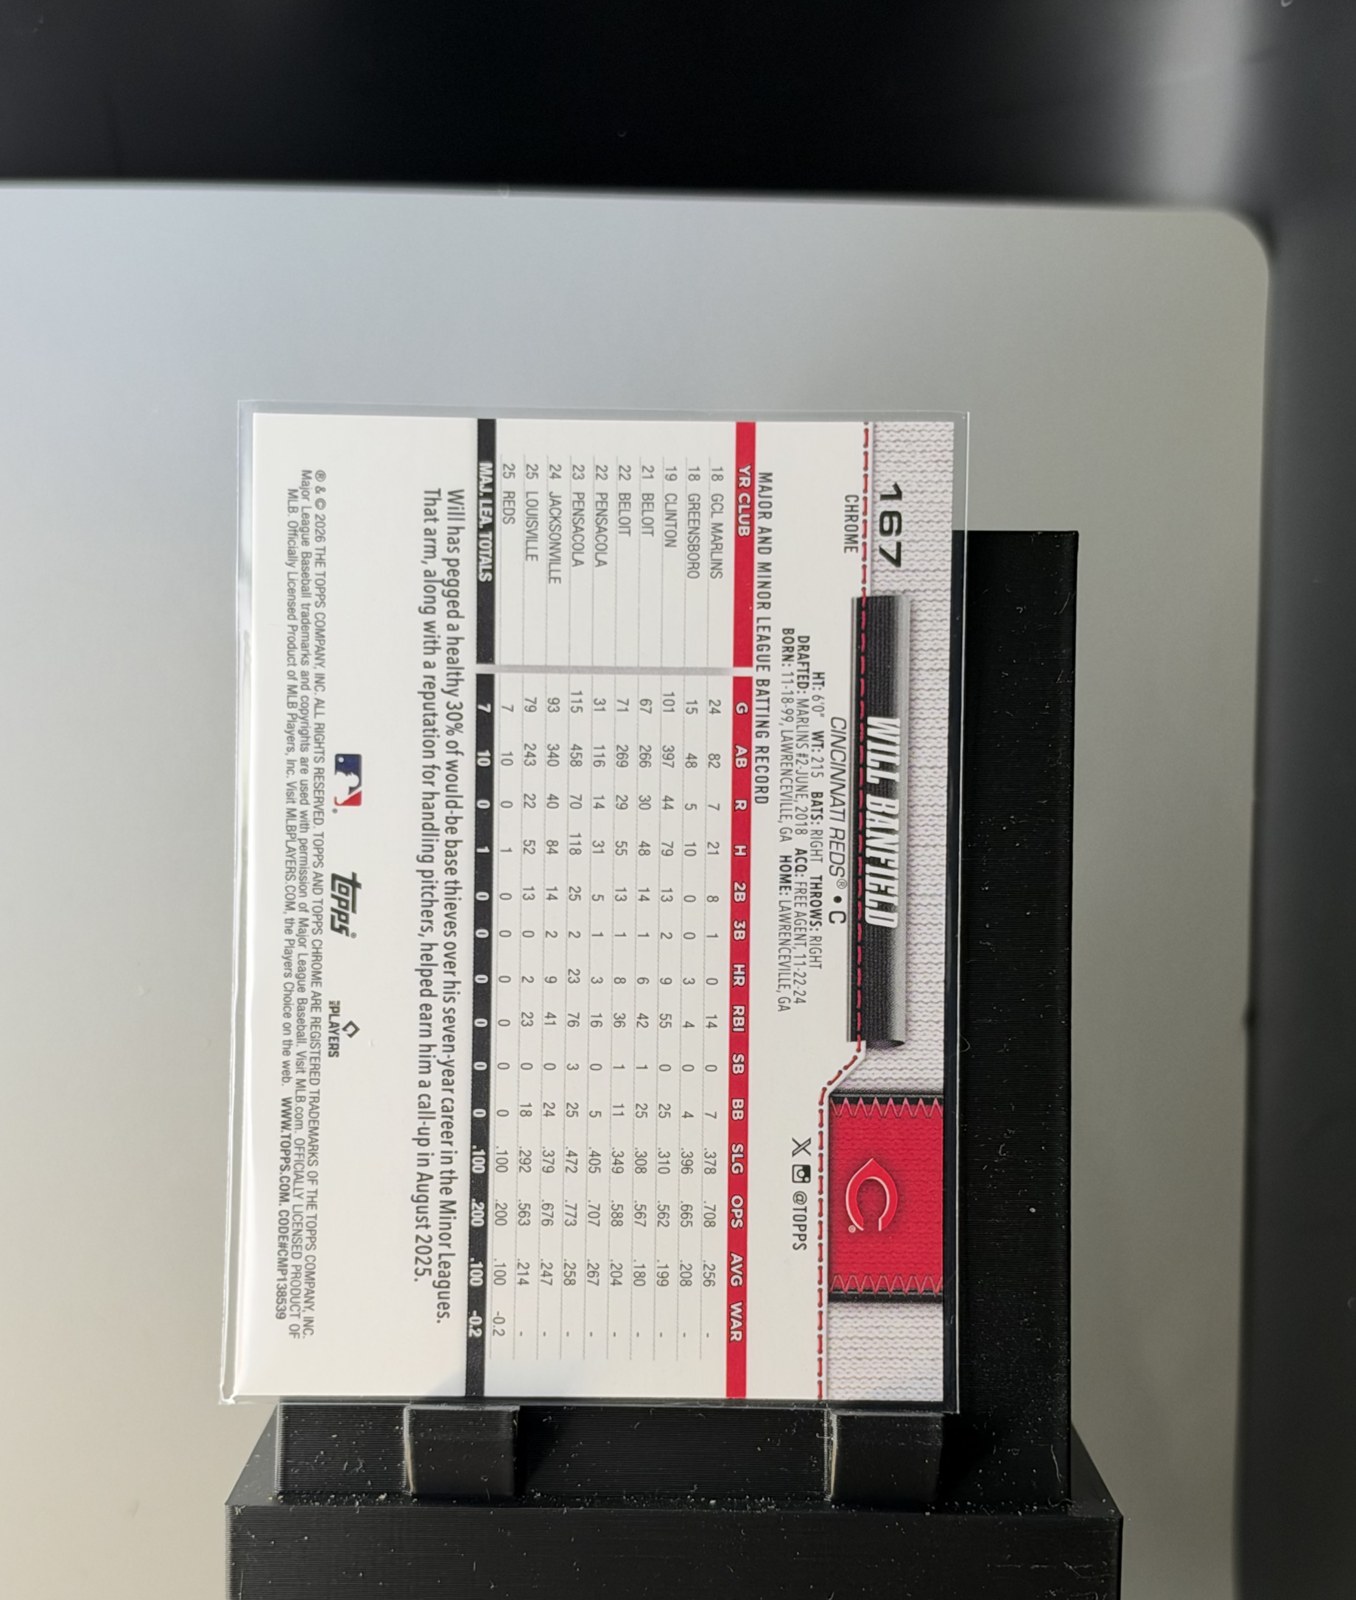 167
CHROME
WILL BANFIELD
CINCINNATI REDS® • C
HT: 6'0" WT: 215 BATS: RIGHT THROWS: RIGHT
DRAFTED: MARLINS #2-JUNE, 2018 ACQ: FREE AGENT, 11-22-24
BORN: 11-18-99, LAWRENCEVILLE, GA HOME: LAWRENCEVILLE, GA
X @TOPPS
C
MAJOR AND MINOR LEAGUE BATTING RECORD
YR CLUB G AB R H 2B 3B HR RBI SB BB SLG OPS AVG WAR
18 GCL MARLINS 24 82 7 21 8 1 0 14 0 7 .378 .708 .256 -
18 GREENSBORO 15 48 5 10 0 0 3 4 0 4 .396 .665 .208 -
19 CLINTON 101 397 44 79 13 2 9 55 0 25 .310 .562 .199 -
21 BELOIT 67 266 30 48 14 1 6 42 1 25 .308 .567 .180 -
22 BELOIT 71 269 29 55 13 1 8 36 1 11 .349 .588 .204 -
22 PENSACOLA 31 116 14 31 5 1 3 16 0 5 .405 .707 .267 -
23 PENSACOLA 115 458 70 118 25 2 23 76 3 25 .472 .773 .258 -
24 JACKSONVILLE 93 340 40 84 14 2 9 41 0 24 .379 .676 .247 -
25 LOUISVILLE 79 243 22 52 13 0 2 23 0 18 .292 .563 .214 -
25 REDS 7 10 0 1 0 0 0 0 0 0 .100 .200 .100 -0.2
MAJ. LEA. TOTALS 7 10 0 1 0 0 0 0 0 0 .100 .200 .100 -0.2
Will has pegged a healthy 30% of would-be base thieves over his seven-year career in the Minor Leagues.
That arm, along with a reputation for handling pitchers, helped earn him a call-up in August 2025.
topps®
PLAYERS
® & © 2026 THE TOPPS COMPANY, INC. ALL RIGHTS RESERVED. TOPPS AND TOPPS CHROME ARE REGISTERED TRADEMARKS OF THE TOPPS COMPANY, INC.
Major League Baseball trademarks and copyrights are used with permission of Major League Baseball. Visit MLB.com. OFFICIALLY LICENSED PRODUCT OF
MLB. Officially Licensed Product of MLB Players, Inc. Visit MLBPLAYERS.COM, the Players Choice on the web. WWW.TOPPS.COM. CODE#CMP138539